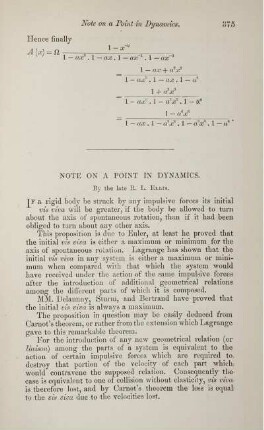 Note on a Point in Dynamics. 375
Hence finally
NOTE ON A POINT IN DYNAMICS.
By the late R. L. ELLIS.
IF a rigid body be struck by any impulsive forces its initial
vis viva will be greater, if the body be allowed to turn
about the axis of spontaneous rotation, than if it had been
obliged to turn about any other axis.
This proposition is due to Euler, at least he proved that
the initial vis viva is either a maximum or minimum for the
axis of spontaneous rotation. Lagrange has shown that the
initial vis viva in any system is either a maximum or mini-
mum when compared with that which the system would
have received under the action of the same impulsive forces
after the introduction of additional geometrical relations
among the different parts of which it is composed.
MM. Delaunay, Sturm, and Bertrand have proved that
the initial vis viva is always a maximum.
The proposition in question may be easily deduced from
Carnot's theorem, or rather from the extension which Lagrange
gave to this remarkable theorem.
For the introduction of any new geometrical relation (or
liaison) among the parts of a system is equivalent to the
action of certain impulsive forces which are required to
destroy that portion of the velocity of each part which
would contravene the supposed relation. Consequently the
case is equivalent to one of collision without elasticity, vis viva
is therefore lost, and by Carnot's theorem the loss is equal
to the vis viva due to the velocities lost.